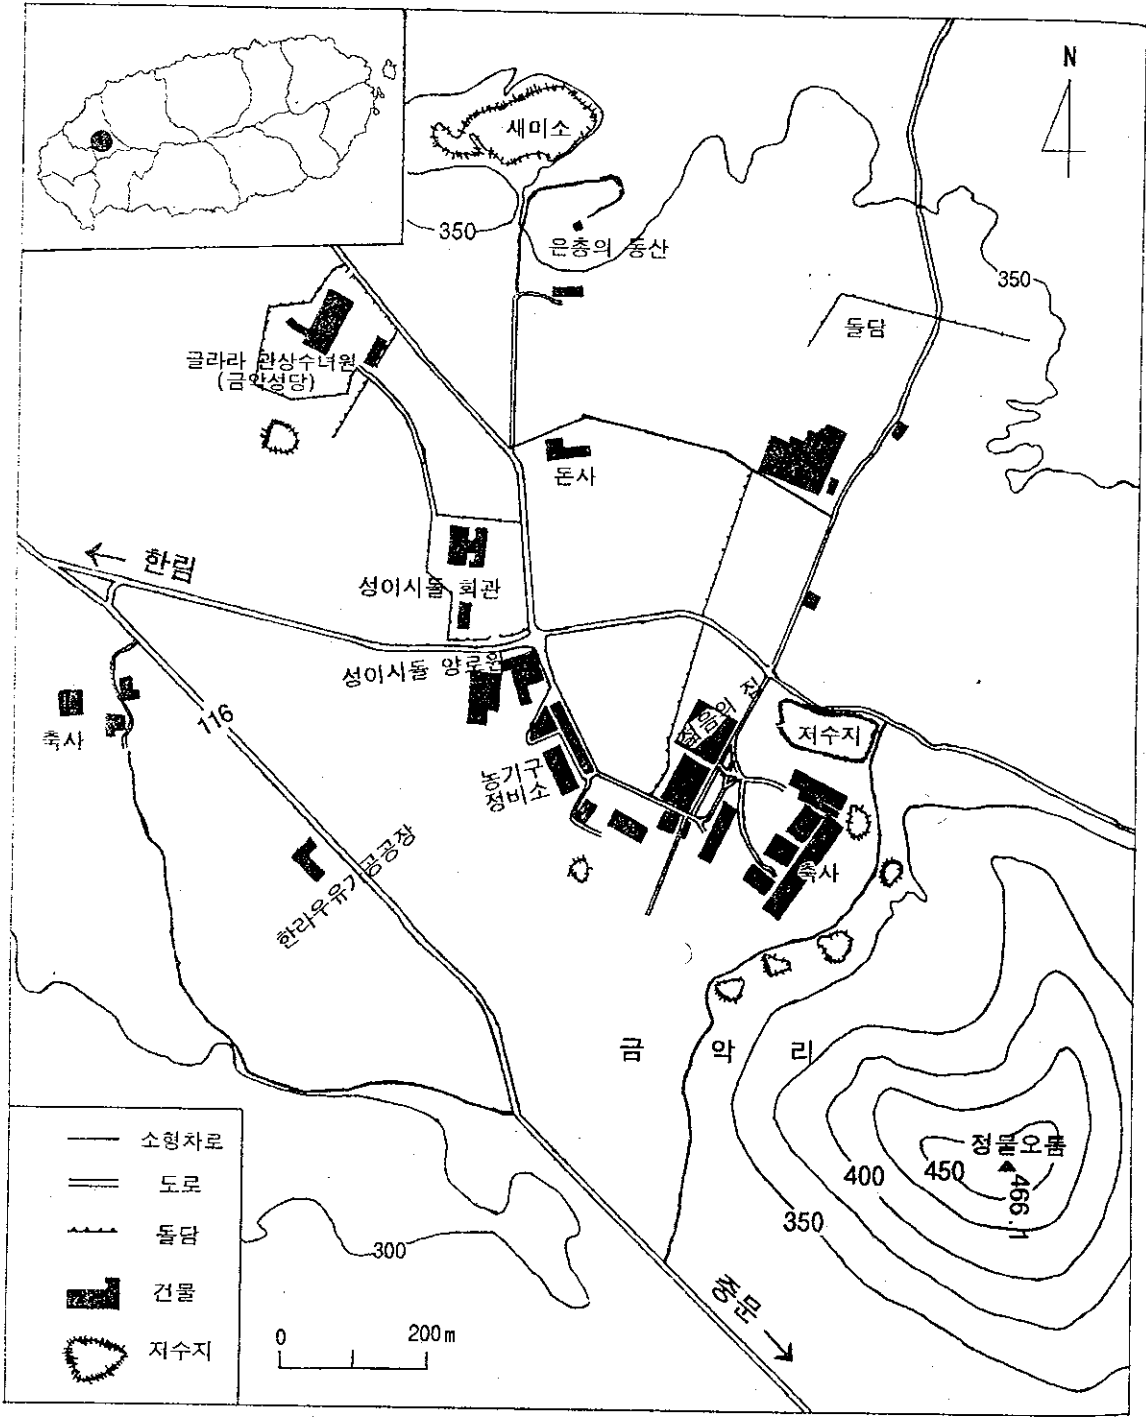 N
새미소
350
은총의 동산
350
돌담
글라라 관상수녀원
(금악성당)
돈사
← 한림
성이시돌 회관
성이시돌 양로원
116
축사
젊음의 집
저수지
농기구
정비소
축사
한라우유가공공장
금 악 리
정물오름
466.1
450
400
350
300
중문
소형차로
도로
돌담
건물
저수지
0 200m